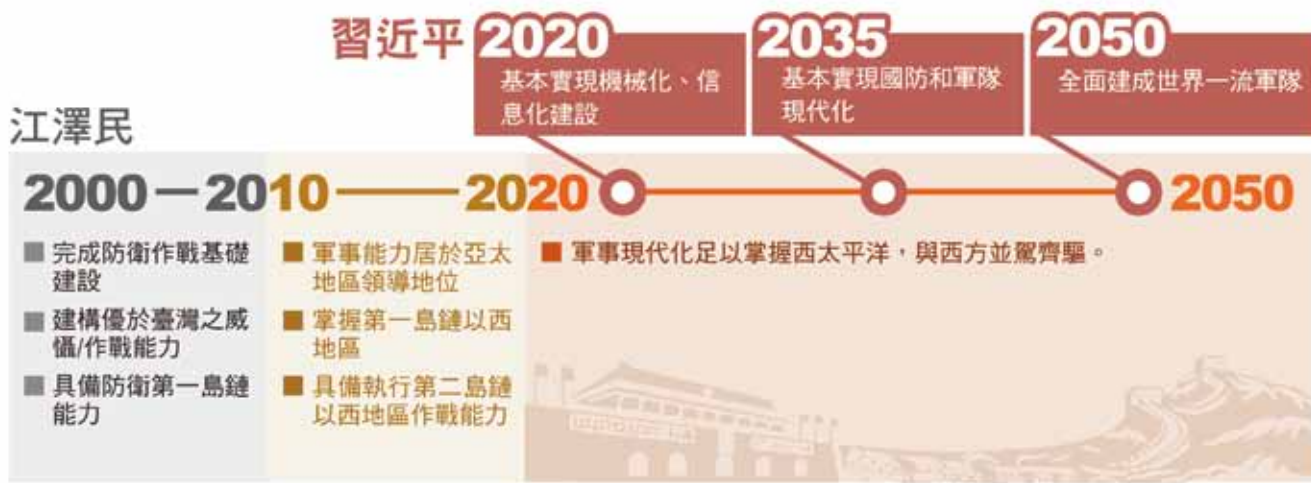 習近平
2020
基本實現機械化、信
息化建設
2035
基本實現國防和軍隊
現代化
2050
全面建成世界一流軍隊
江澤民
2000—2010——2020
2050
完成防衛作戰基礎
建設
建構優於臺灣之威
懾/作戰能力
具備防衛第一島鏈
能力
軍事能力居於亞太
地區領導地位
掌握第一島鏈以西
地區
具備執行第二島鏈
以西地區作戰能力
軍事現代化足以掌握西太平洋，與西方並駕齊驅。